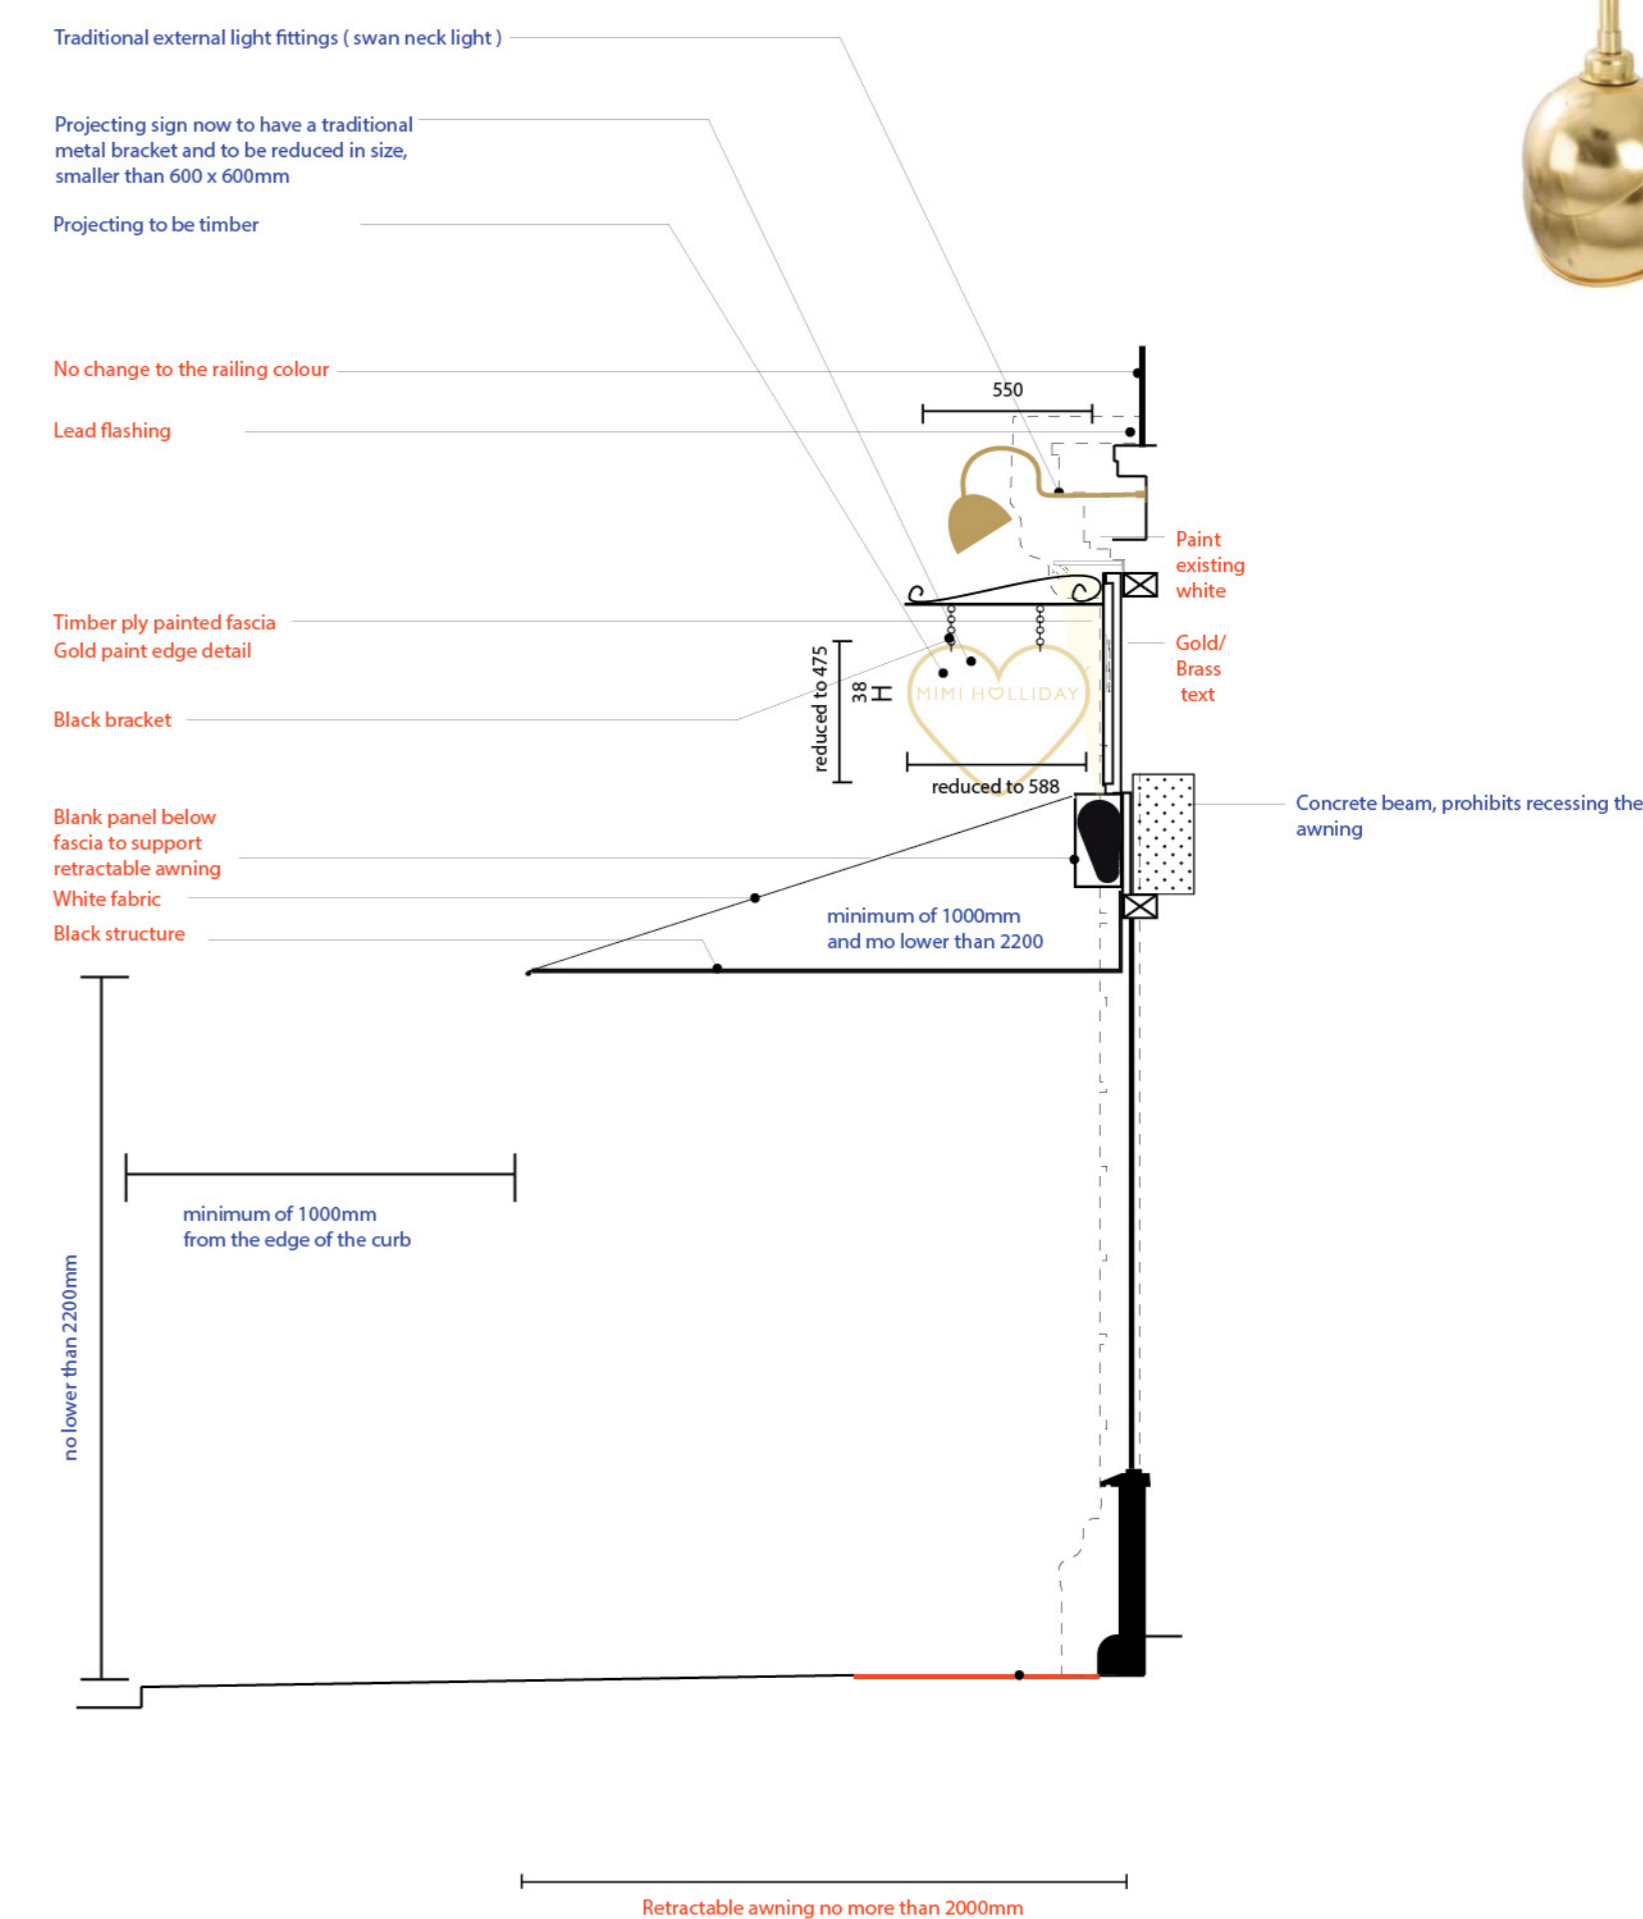 Traditional external light fittings ( swan neck light )
Projecting sign now to have a traditional
metal bracket and to be reduced in size,
smaller than 600 x 600mm
Projecting to be timber
No change to the railing colour
550
Lead flashing
Paint
existing
white
Timber ply painted fascia
Gold paint edge detail
Gold/
Brass
text
reduced to 475
38
MIMI HOLLIDAY
Black bracket
reduced to 588
Blank panel below
fascia to support
retractable awning
Concrete beam, prohibits recessing the
awning
White fabric
Black structure
minimum of 1000mm
and mo lower than 2200
minimum of 1000mm
from the edge of the curb
no lower than 2200mm
Retractable awning no more than 2000mm